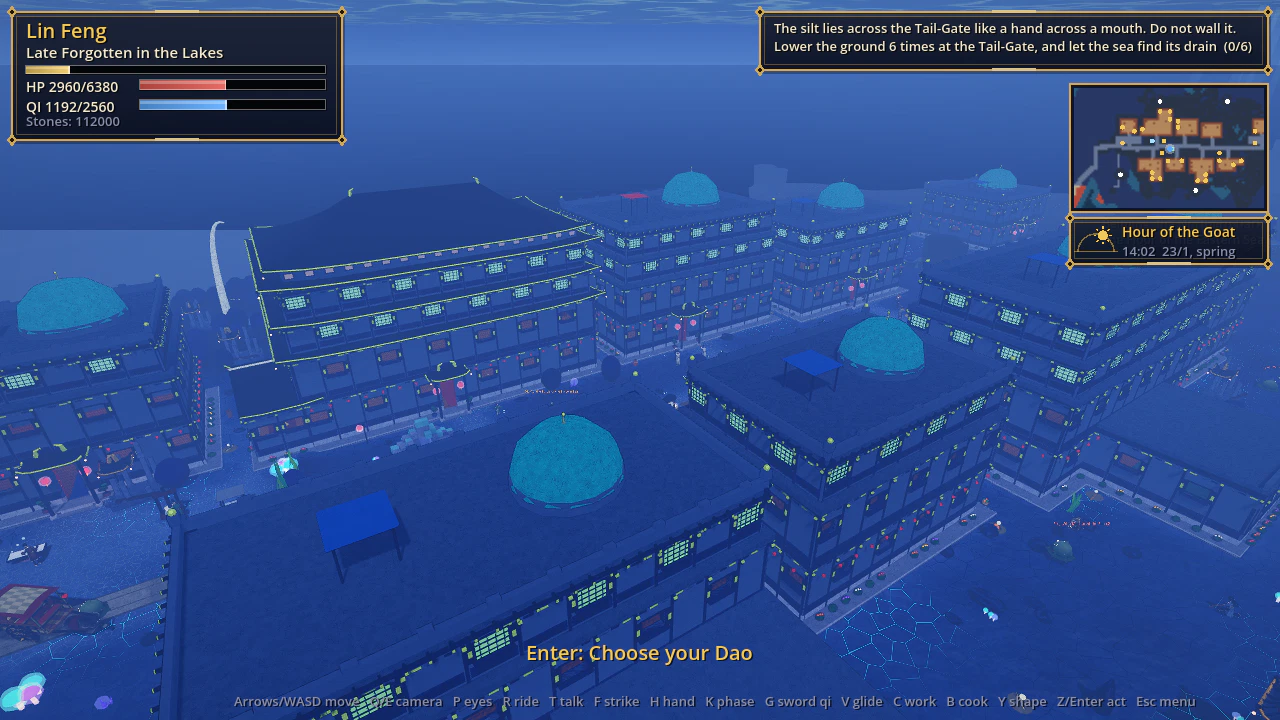 Lin Feng
Late Forgotten in the Lakes
HP 2960/6380
QI 1192/2560
Stones: 112000
The silt lies across the Tail-Gate like a hand across a mouth. Do not wall it.
Lower the ground 6 times at the Tail-Gate, and let the sea find its drain (0/6)
Hour of the Goat
14:02 23/1, spring
Enter: Choose your Dao
Arrows/WASD move camera P eyes R ride T talk F strike H hand K phase G sword qi V glide C work B cook Y shape Z/Enter act Esc menu